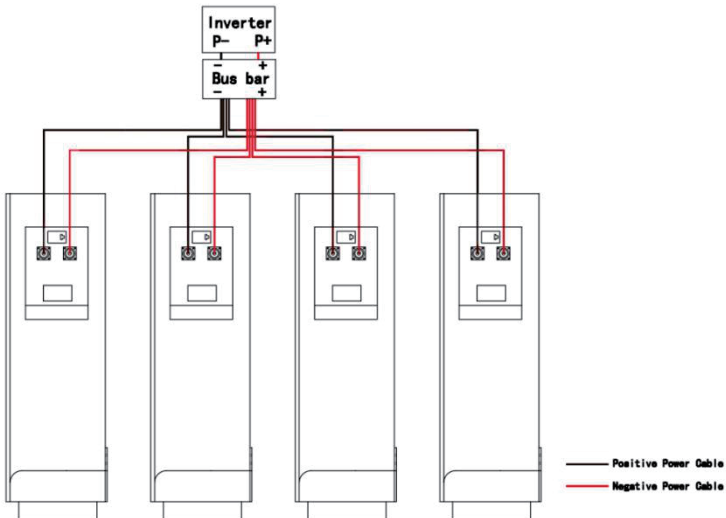 Inverter
P- P+
- +
Bus bar
- +
Positive Power Cable
Negative Power Cable